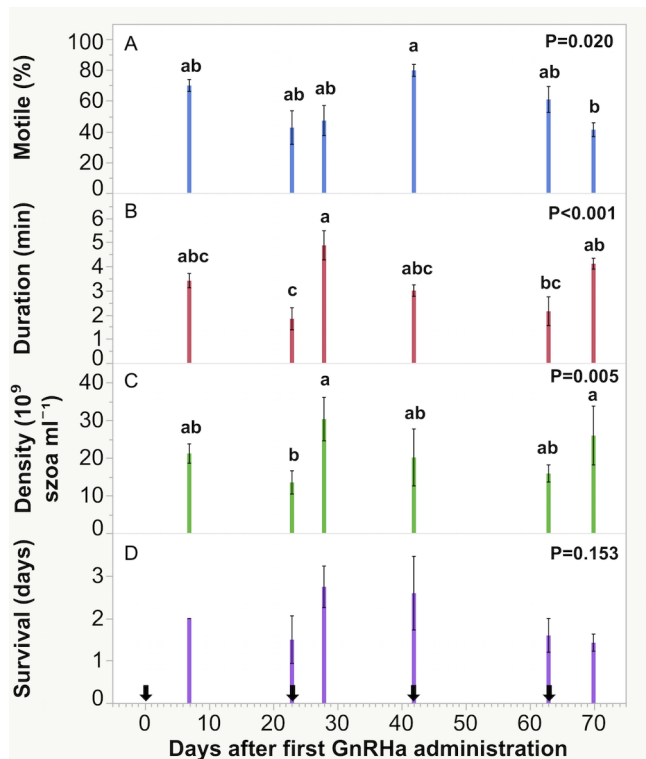 A
P=0.020
Motile (%)
100
80
60
40
20
0
ab
ab
ab
a
ab
b
B
P<0.001
Duration (min)
6
5
4
3
2
1
0
abc
c
a
abc
bc
ab
C
P=0.005
Density (10⁹
szoa ml⁻¹)
40
30
20
10
0
ab
b
a
ab
ab
a
D
P=0.153
Survival (days)
3
2
1
0
0 10 20 30 40 50 60 70
Days after first GnRHa administration